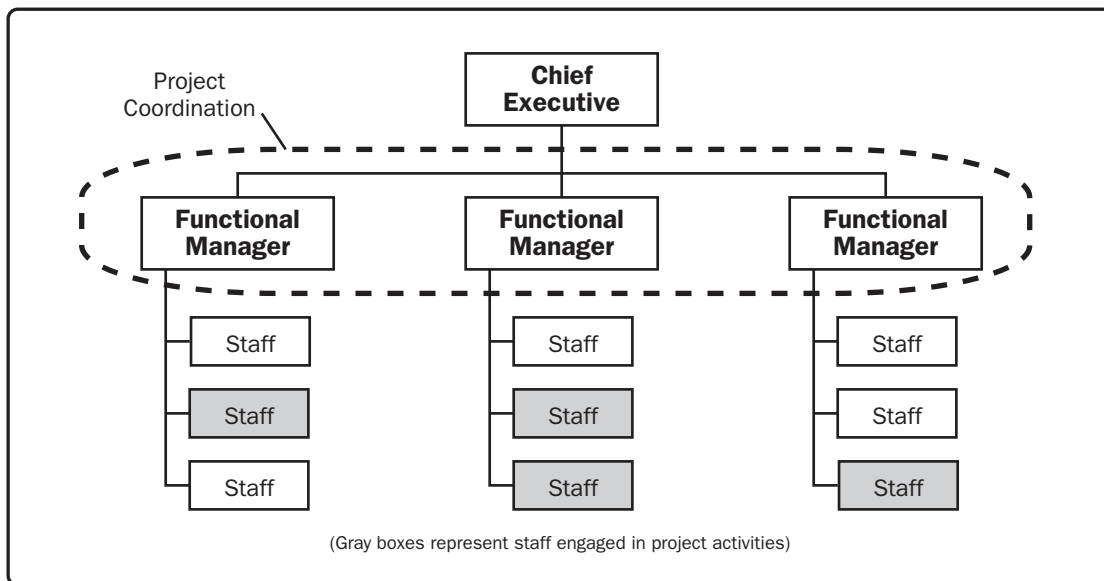 Chief
Executive
Project
Coordination
Functional
Manager
Functional
Manager
Functional
Manager
Staff
Staff
Staff
Staff
Staff
Staff
Staff
Staff
Staff
(Gray boxes represent staff engaged in project activities)